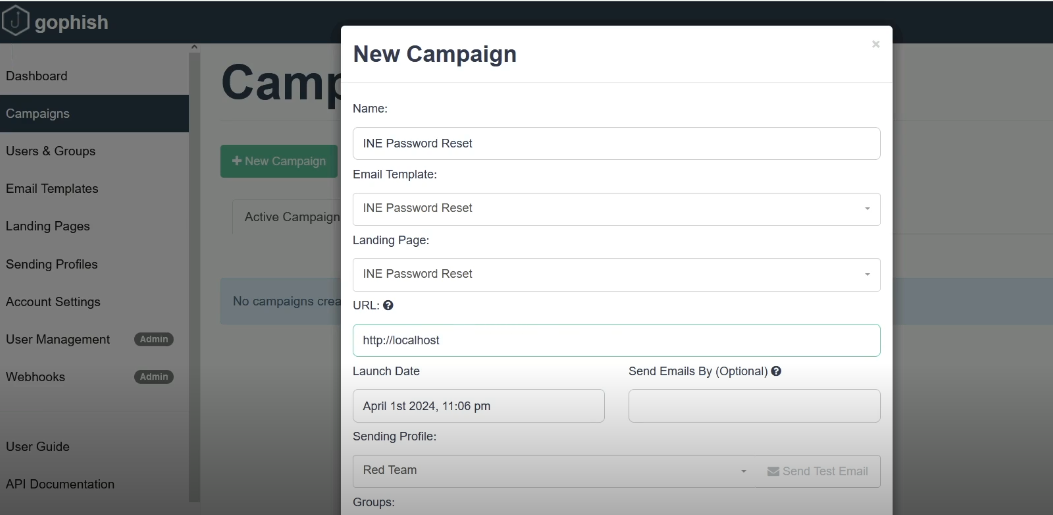 gophish
Dashboard
Campaigns
Users & Groups
Email Templates
Landing Pages
Sending Profiles
Account Settings
User Management Admin
Webhooks Admin
User Guide
API Documentation
Camp
+ New Campaign
Active Campaign
No campaigns crea
New Campaign ×
Name:
INE Password Reset
Email Template:
INE Password Reset
Landing Page:
INE Password Reset
URL: ?
http://localhost
Launch Date Send Emails By (Optional) ?
April 1st 2024, 11:06 pm
Sending Profile:
Red Team Send Test Email
Groups: